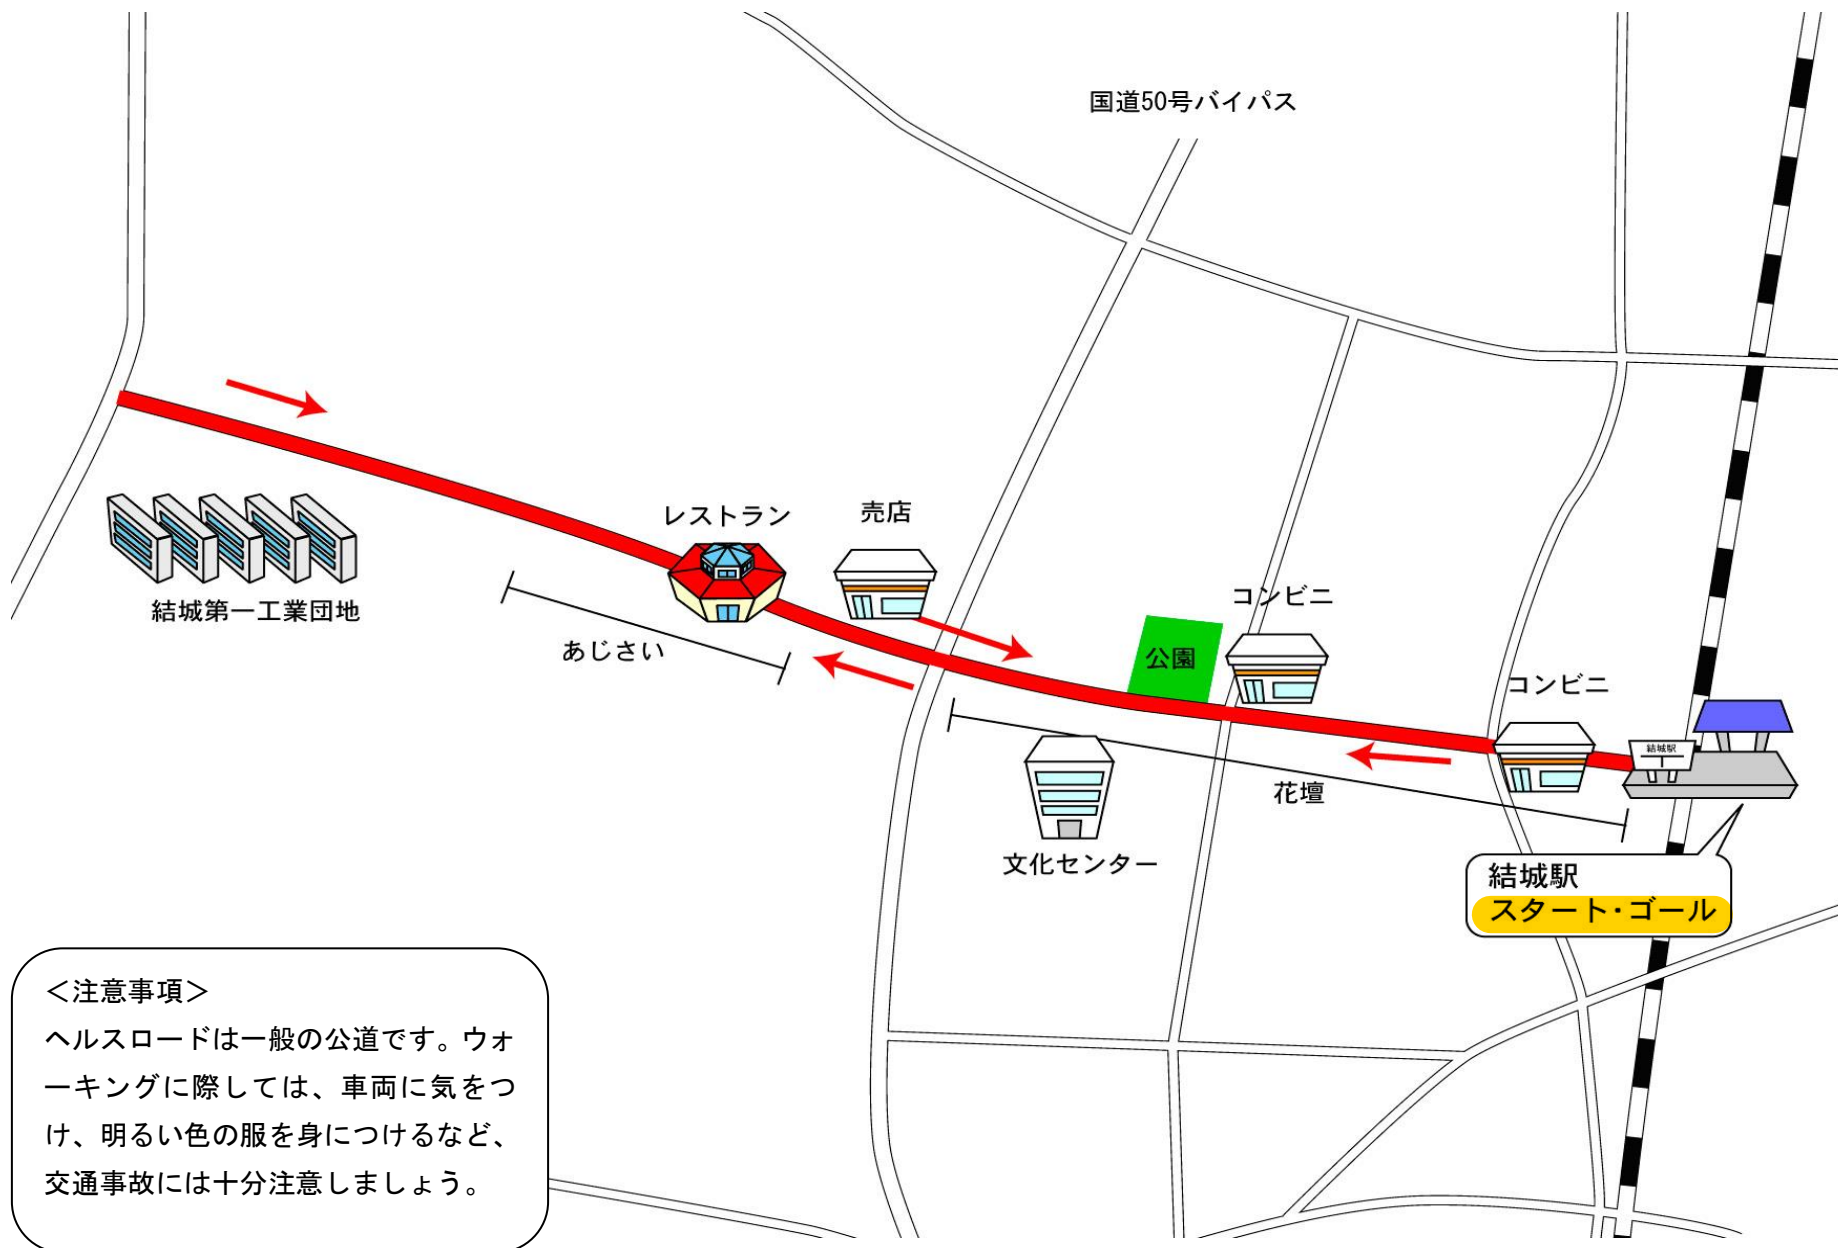 国道50号バイパス
レストラン
売店
コンビニ
公園
コンビニ
結城駅
結城第一工業団地
あじさい
花壇
文化センター
結城駅
スタート・ゴール
＜注意事項＞
ヘルスロードは一般の公道です。ウォ
ーキングに際しては、車両に気をつ
け、明るい色の服を身につけるなど、
交通事故には十分注意しましょう。